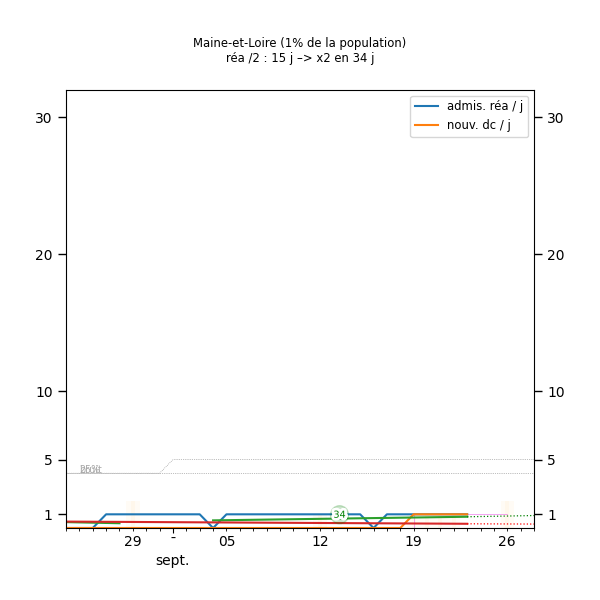 Maine-et-Loire (1% de la population)
réa /2 : 15 j –> x2 en 34 j
admis. réa / j
nouv. dc / j
30 30
20 20
10 10
5 5
1 1
34
29 - 05 12 19 26
sept.